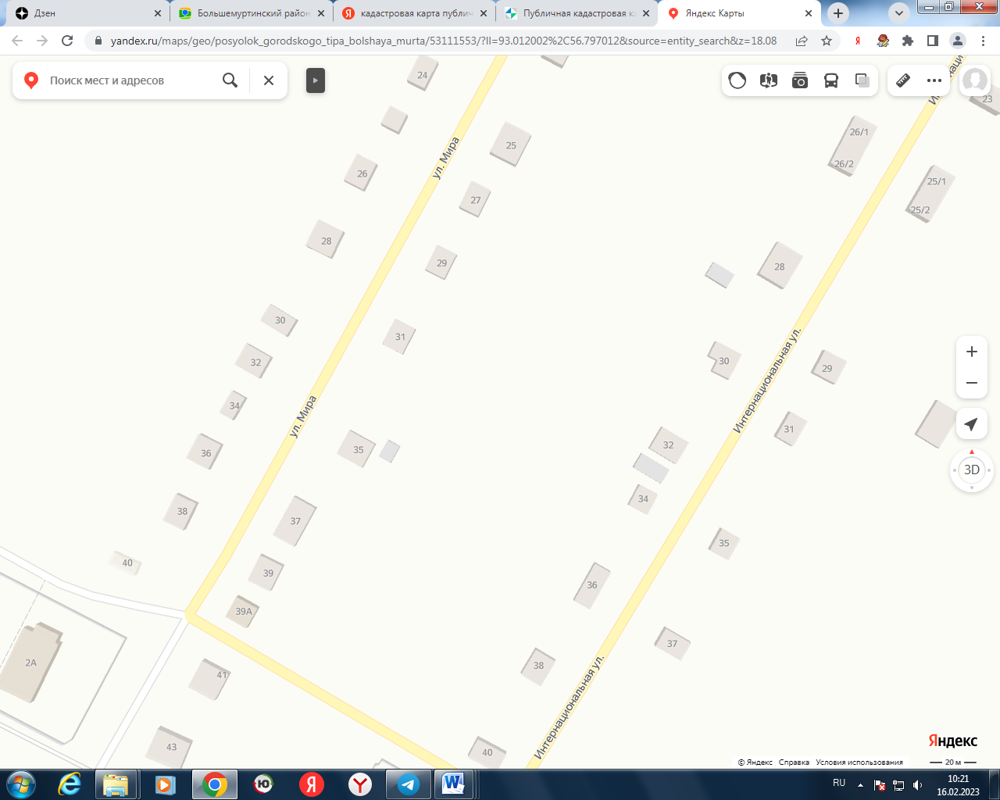 Дзен
Большемуртинский район
кадастровая карта публич
Публичная кадастровая ка
Яндекс Карты
yandex.ru/maps/geo/posyolok_gorodskogo_tipa_bolshaya_murta/53111553/?ll=93.012002%2C56.797012&source=entity_search&z=18.08
Поиск мест и адресов
24
23
26/1
25
26/2
ул. Мира
26
25/1
27
25/2
28
29
28
30
31
32
30
29
Интернациональная ул.
34
ул. Мира
31
32
35
36
3D
34
38
37
35
40
39
36
39А
37
2А
38
41
Интернациональная ул.
43
40
Яндекс
© Яндекс Справка Условия использования
20 м
RU
10:21
16.02.2023